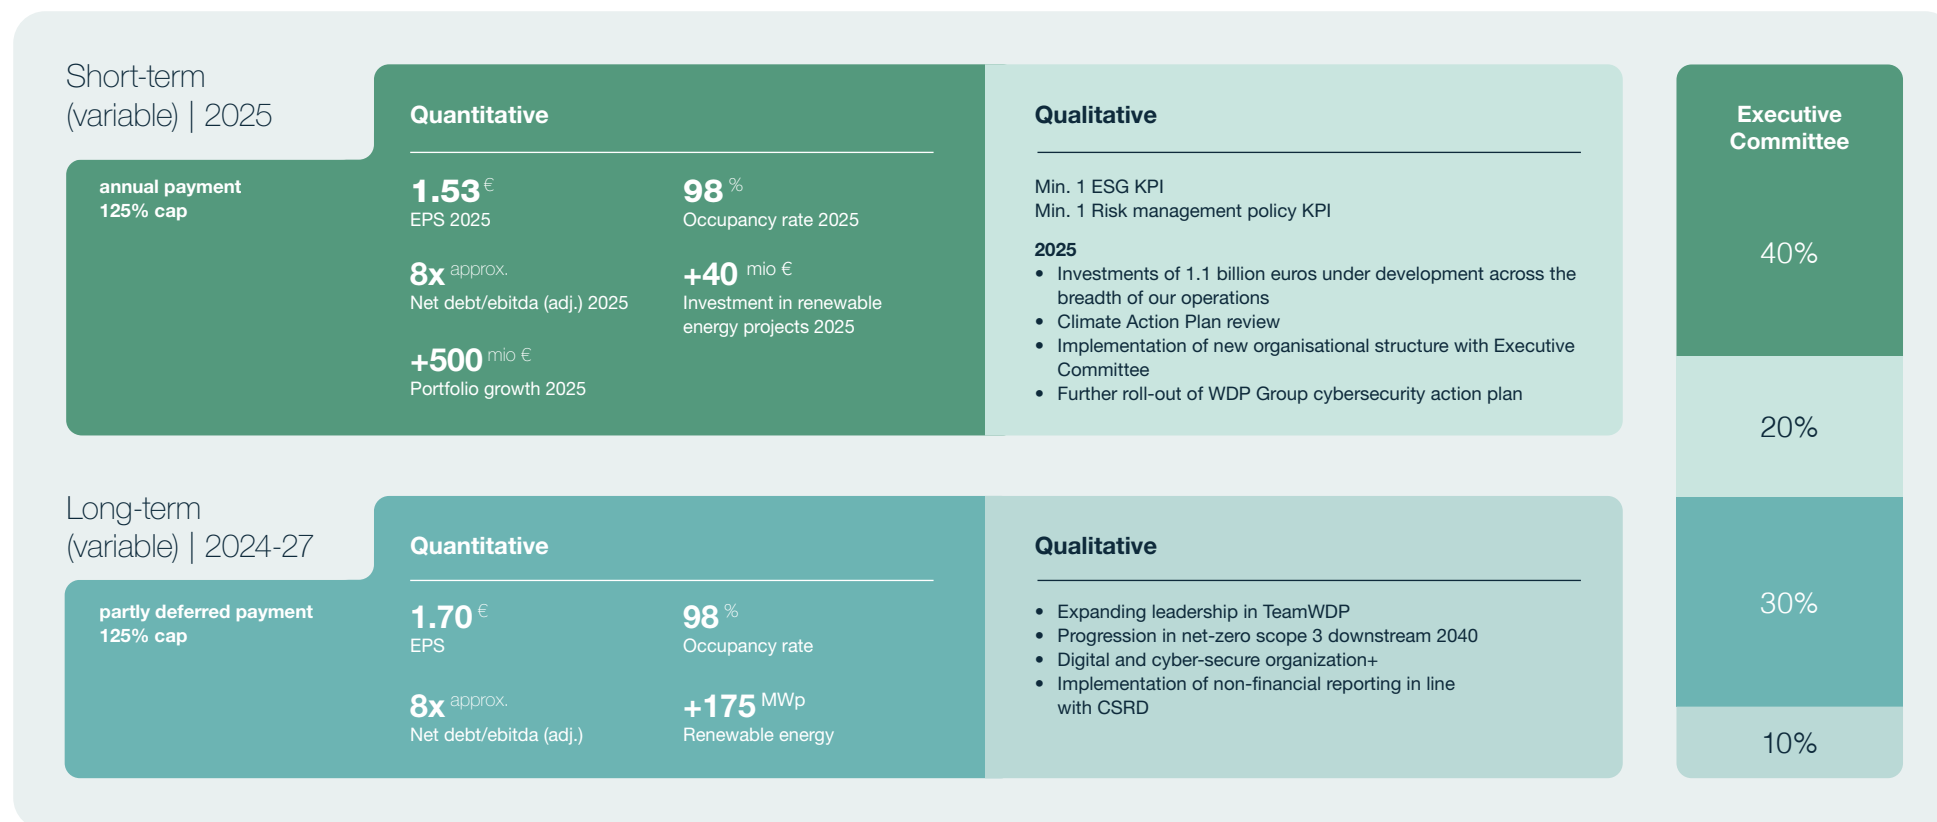 Short-term
(variable) | 2025
annual payment
125% cap
Quantitative
1.53 €
EPS 2025
98 %
Occupancy rate 2025
8x approx.
Net debt/ebitda (adj.) 2025
+40 mio €
Investment in renewable
energy projects 2025
+500 mio €
Portfolio growth 2025
Qualitative
Min. 1 ESG KPI
Min. 1 Risk management policy KPI
2025
• Investments of 1.1 billion euros under development across the
breadth of our operations
• Climate Action Plan review
• Implementation of new organisational structure with Executive
Committee
• Further roll-out of WDP Group cybersecurity action plan
Executive
Committee
40%
20%
Long-term
(variable) | 2024-27
partly deferred payment
125% cap
Quantitative
1.70 €
EPS
98 %
Occupancy rate
8x approx.
Net debt/ebitda (adj.)
+175 MWp
Renewable energy
Qualitative
• Expanding leadership in TeamWDP
• Progression in net-zero scope 3 downstream 2040
• Digital and cyber-secure organization+
• Implementation of non-financial reporting in line
with CSRD
30%
10%